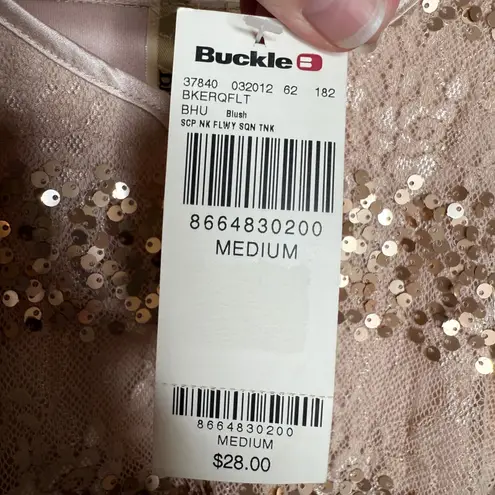 Buckle B
37840 032012 62 182
BKERQFLT
BHU Blush
SCP NK FLWY SQN TNK
8664830200
MEDIUM
8664830200
MEDIUM
$28.00